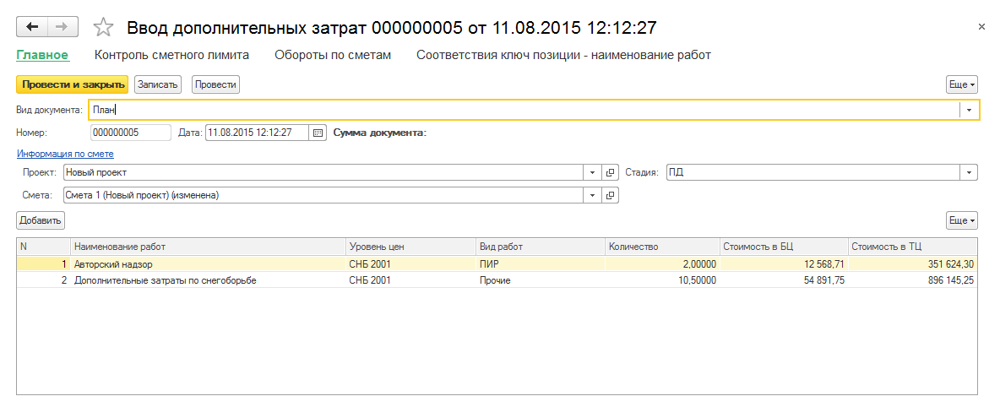 Ввод дополнительных затрат 000000005 от 11.08.2015 12:12:27
Главное Контроль сметного лимита Обороты по сметам Соответствия ключ позиции - наименование работ
Провести и закрыть Записать Провести Еще
Вид документа: План
Номер: 000000005 Дата: 11.08.2015 12:12:27 Сумма документа:
Информация по смете
Проект: Новый проект Стадия: ПД
Смета: Смета 1 (Новый проект) (изменена)
Добавить Еще
N Наименование работ Уровень цен Вид работ Количество Стоимость в БЦ Стоимость в ТЦ
1 Авторский надзор СНБ 2001 ПИР 2,00000 12 568,71 351 624,30
2 Дополнительные затраты по снегоборьбе СНБ 2001 Прочие 10,50000 54 891,75 896 145,25